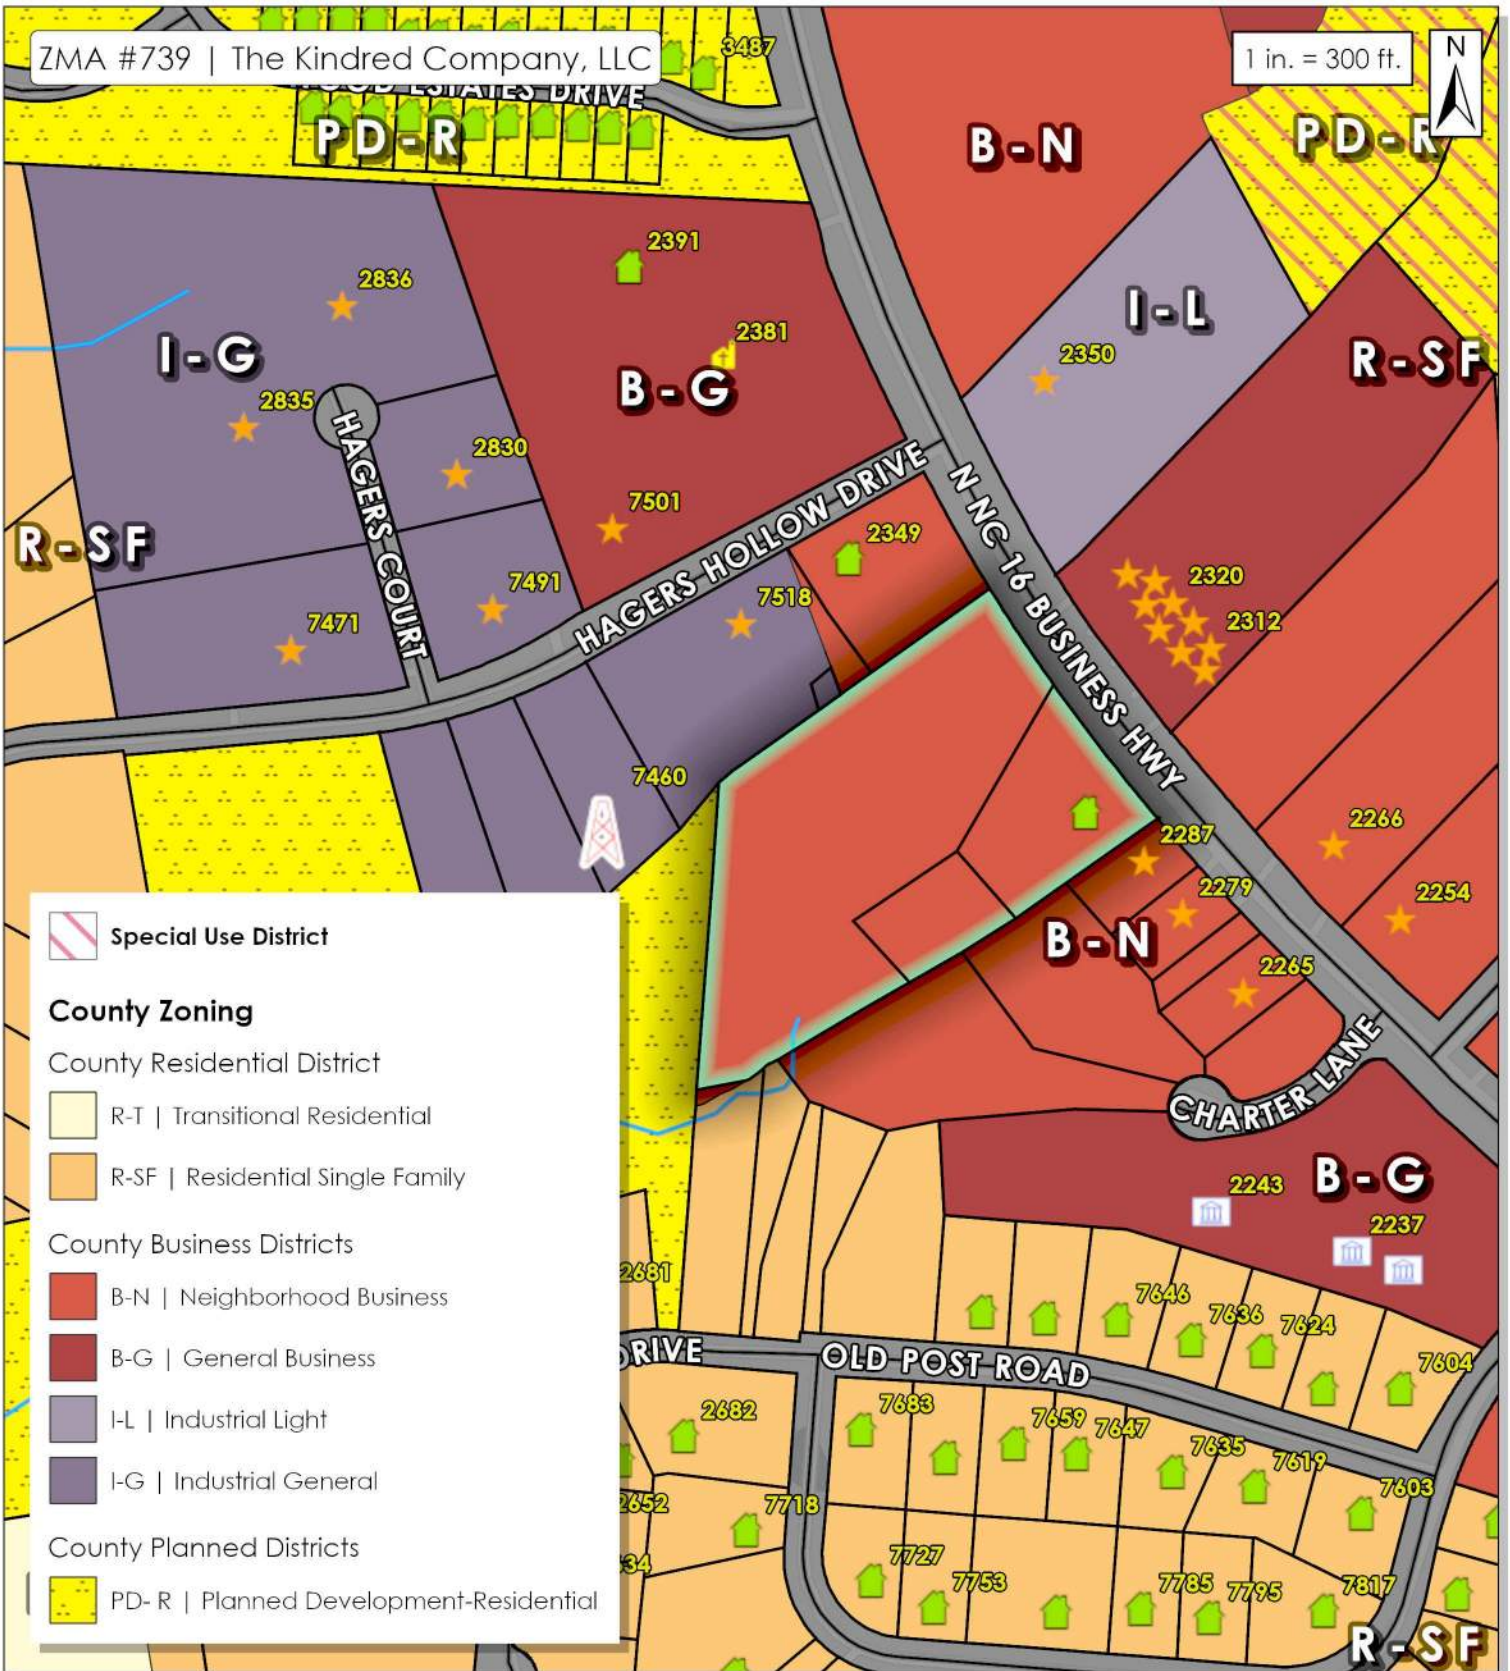 ZMA #739 | The Kindred Company, LLC
3487
1 in. = 300 ft.
N
ESTATES DRIVE
PD-R
B-N
PD-R
2391
2836
2381
I-G
B-G
I-L
2350
R-SF
2835
HAGERS COURT
2830
7501
HAGERS HOLLOW DRIVE
N NC 16 BUSINESS HWY
2349
R-SF
7491
7518
2320
2312
7471
7460
2287
2266
2279
2254
B-N
2265
CHARTER LANE
B-G
2243
2237
2681
7646
7636
7624
7604
DRIVE
OLD POST ROAD
2682
7683
7659
7647
7635
7619
7603
2652
7718
34
7727
7753
7785
7795
7817
R-SF
Special Use District
County Zoning
County Residential District
R-T | Transitional Residential
R-SF | Residential Single Family
County Business Districts
B-N | Neighborhood Business
B-G | General Business
I-L | Industrial Light
I-G | Industrial General
County Planned Districts
PD- R | Planned Development-Residential